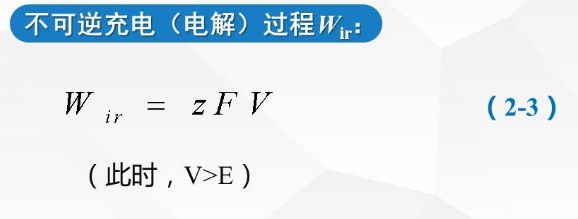 不可逆充电（电解）过程Wir：
W ir = z F V （2-3）
（此时，V>E）